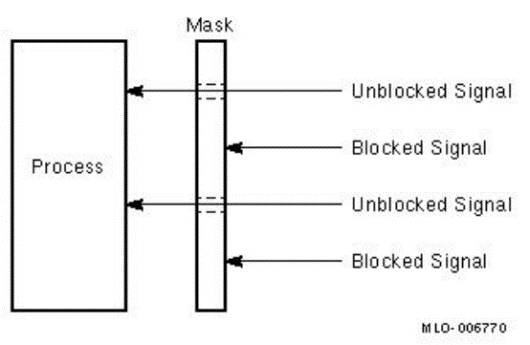 Mask
Unblocked Signal
Blocked Signal
Process
Unblocked Signal
Blocked Signal
MLO-006770